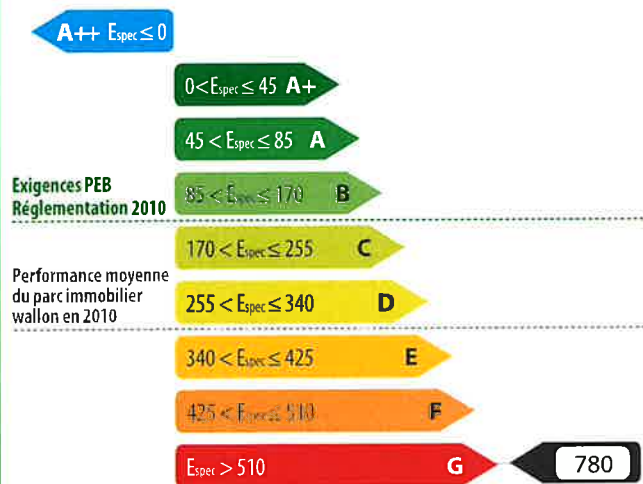 A++ Espec ≤ 0
0 < Espec ≤ 45 A+
45 < Espec ≤ 85 A
Exigences PEB
Réglementation 2010
85 < Espec ≤ 170 B
170 < Espec ≤ 255 C
Performance moyenne
du parc immobilier
wallon en 2010
255 < Espec ≤ 340 D
340 < Espec ≤ 425 E
425 < Espec ≤ 510 F
Espec > 510 G
780